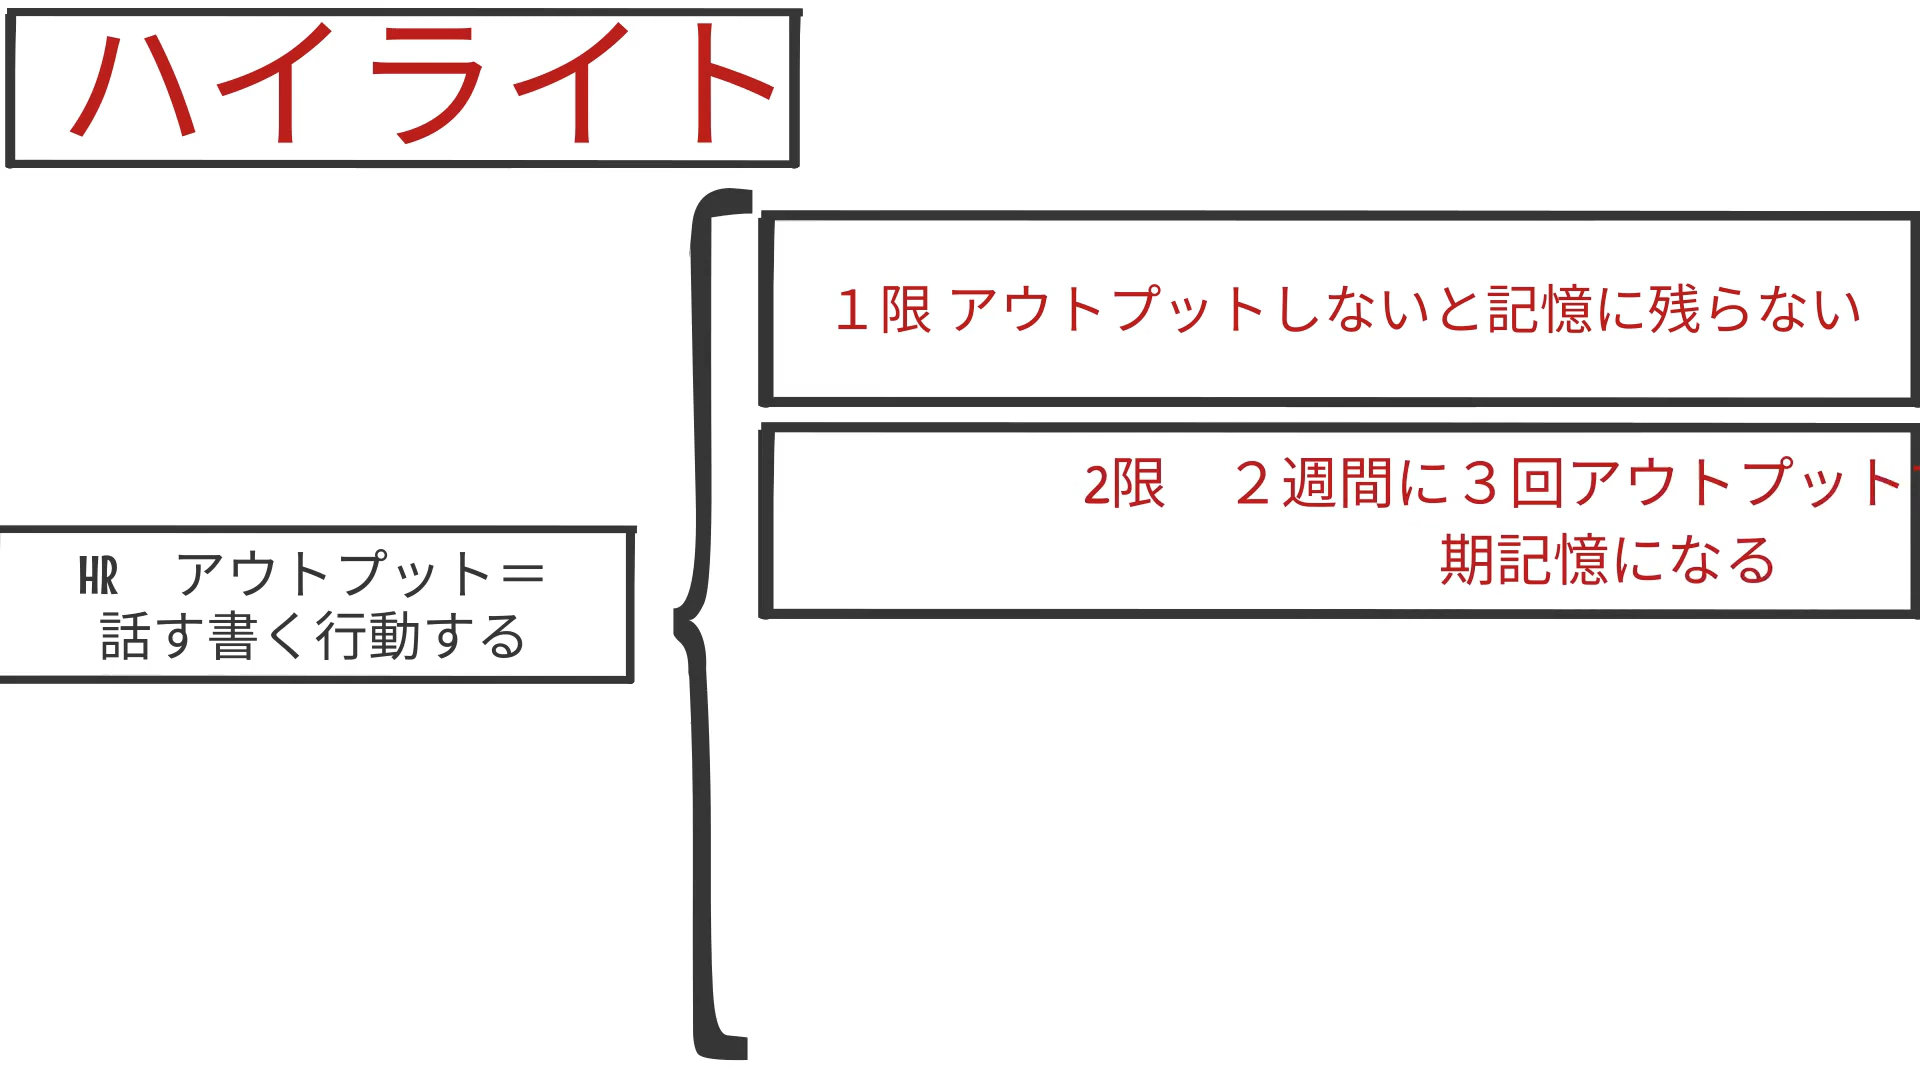 ハイライト
１限 アウトプットしないと記憶に残らない
2限　２週間に３回アウトプット
期記憶になる
HR　アウトプット＝
話す書く行動する